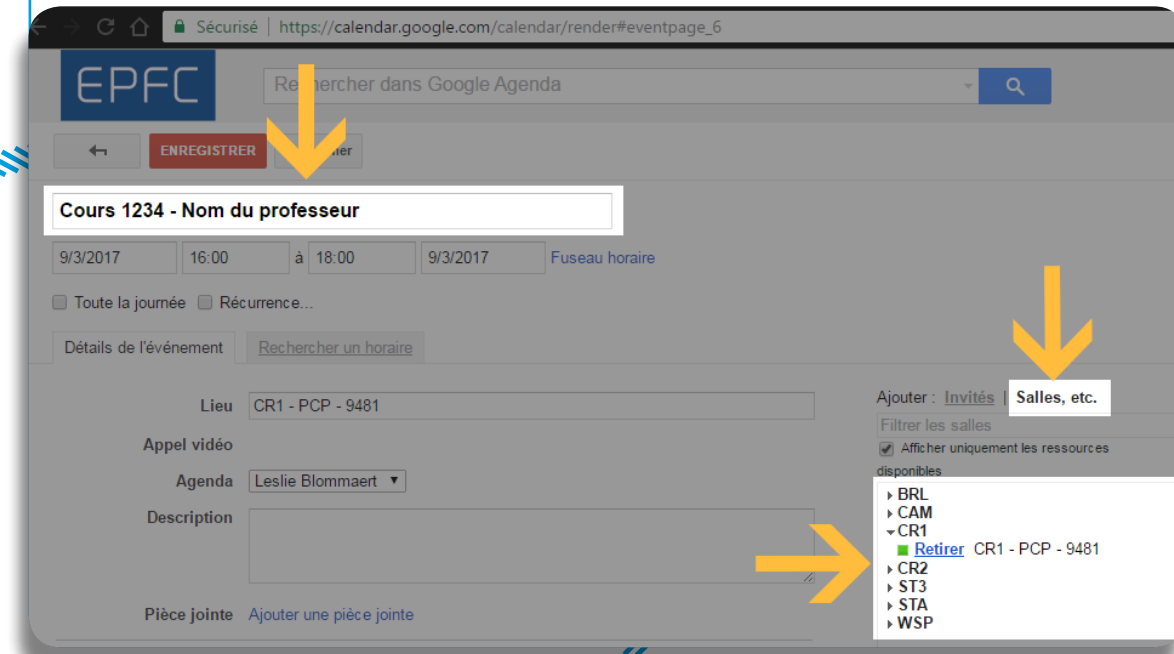 Sécurisé | https://calendar.google.com/calendar/render#eventpage_6
EPFC
Rechercher dans Google Agenda
ENREGISTRER
Cours 1234 - Nom du professeur
9/3/2017 16:00 à 18:00 9/3/2017 Fuseau horaire
Toute la journée Récurrence...
Détails de l'événement Rechercher un horaire
Lieu CR1 - PCP - 9481
Appel vidéo
Agenda Leslie Blommaert
Description
Pièce jointe Ajouter une pièce jointe
Ajouter : Invités | Salles, etc.
Filtrer les salles
Afficher uniquement les ressources
disponibles
BRL
CAM
CR1
Retirer CR1 - PCP - 9481
CR2
ST3
STA
WSP